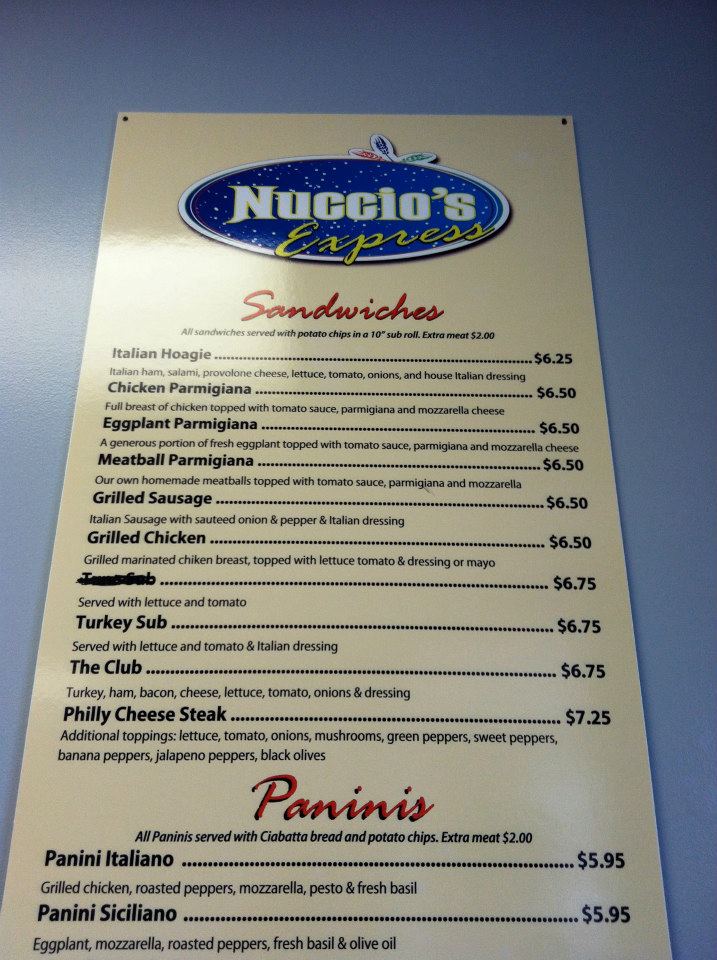 Nuccio's
Express
Sandwiches
All sandwiches served with potato chips in a 10" sub roll. Extra meat $2.00
Italian Hoagie ........ $6.25
Italian ham, salami, provolone cheese, lettuce, tomato, onions, and house Italian dressing
Chicken Parmigiana ........ $6.50
Full breast of chicken topped with tomato sauce, parmigiana and mozzarella cheese
Eggplant Parmigiana ........ $6.50
A generous portion of fresh eggplant topped with tomato sauce, parmigiana and mozzarella cheese
Meatball Parmigiana ........ $6.50
Our own homemade meatballs topped with tomato sauce, parmigiana and mozzarella
Grilled Sausage ........ $6.50
Italian Sausage with sauteed onion & pepper & Italian dressing
Grilled Chicken ........ $6.50
Grilled marinated chiken breast, topped with lettuce tomato & dressing or mayo
Sub ........ $6.75
Served with lettuce and tomato
Turkey Sub ........ $6.75
Served with lettuce and tomato & Italian dressing
The Club ........ $6.75
Turkey, ham, bacon, cheese, lettuce, tomato, onions & dressing
Philly Cheese Steak ........ $7.25
Additional toppings: lettuce, tomato, onions, mushrooms, green peppers, sweet peppers,
banana peppers, jalapeno peppers, black olives
Paninis
All Paninis served with Ciabatta bread and potato chips. Extra meat $2.00
Panini Italiano ........ $5.95
Grilled chicken, roasted peppers, mozzarella, pesto & fresh basil
Panini Siciliano ........ $5.95
Eggplant, mozzarella, roasted peppers, fresh basil & olive oil